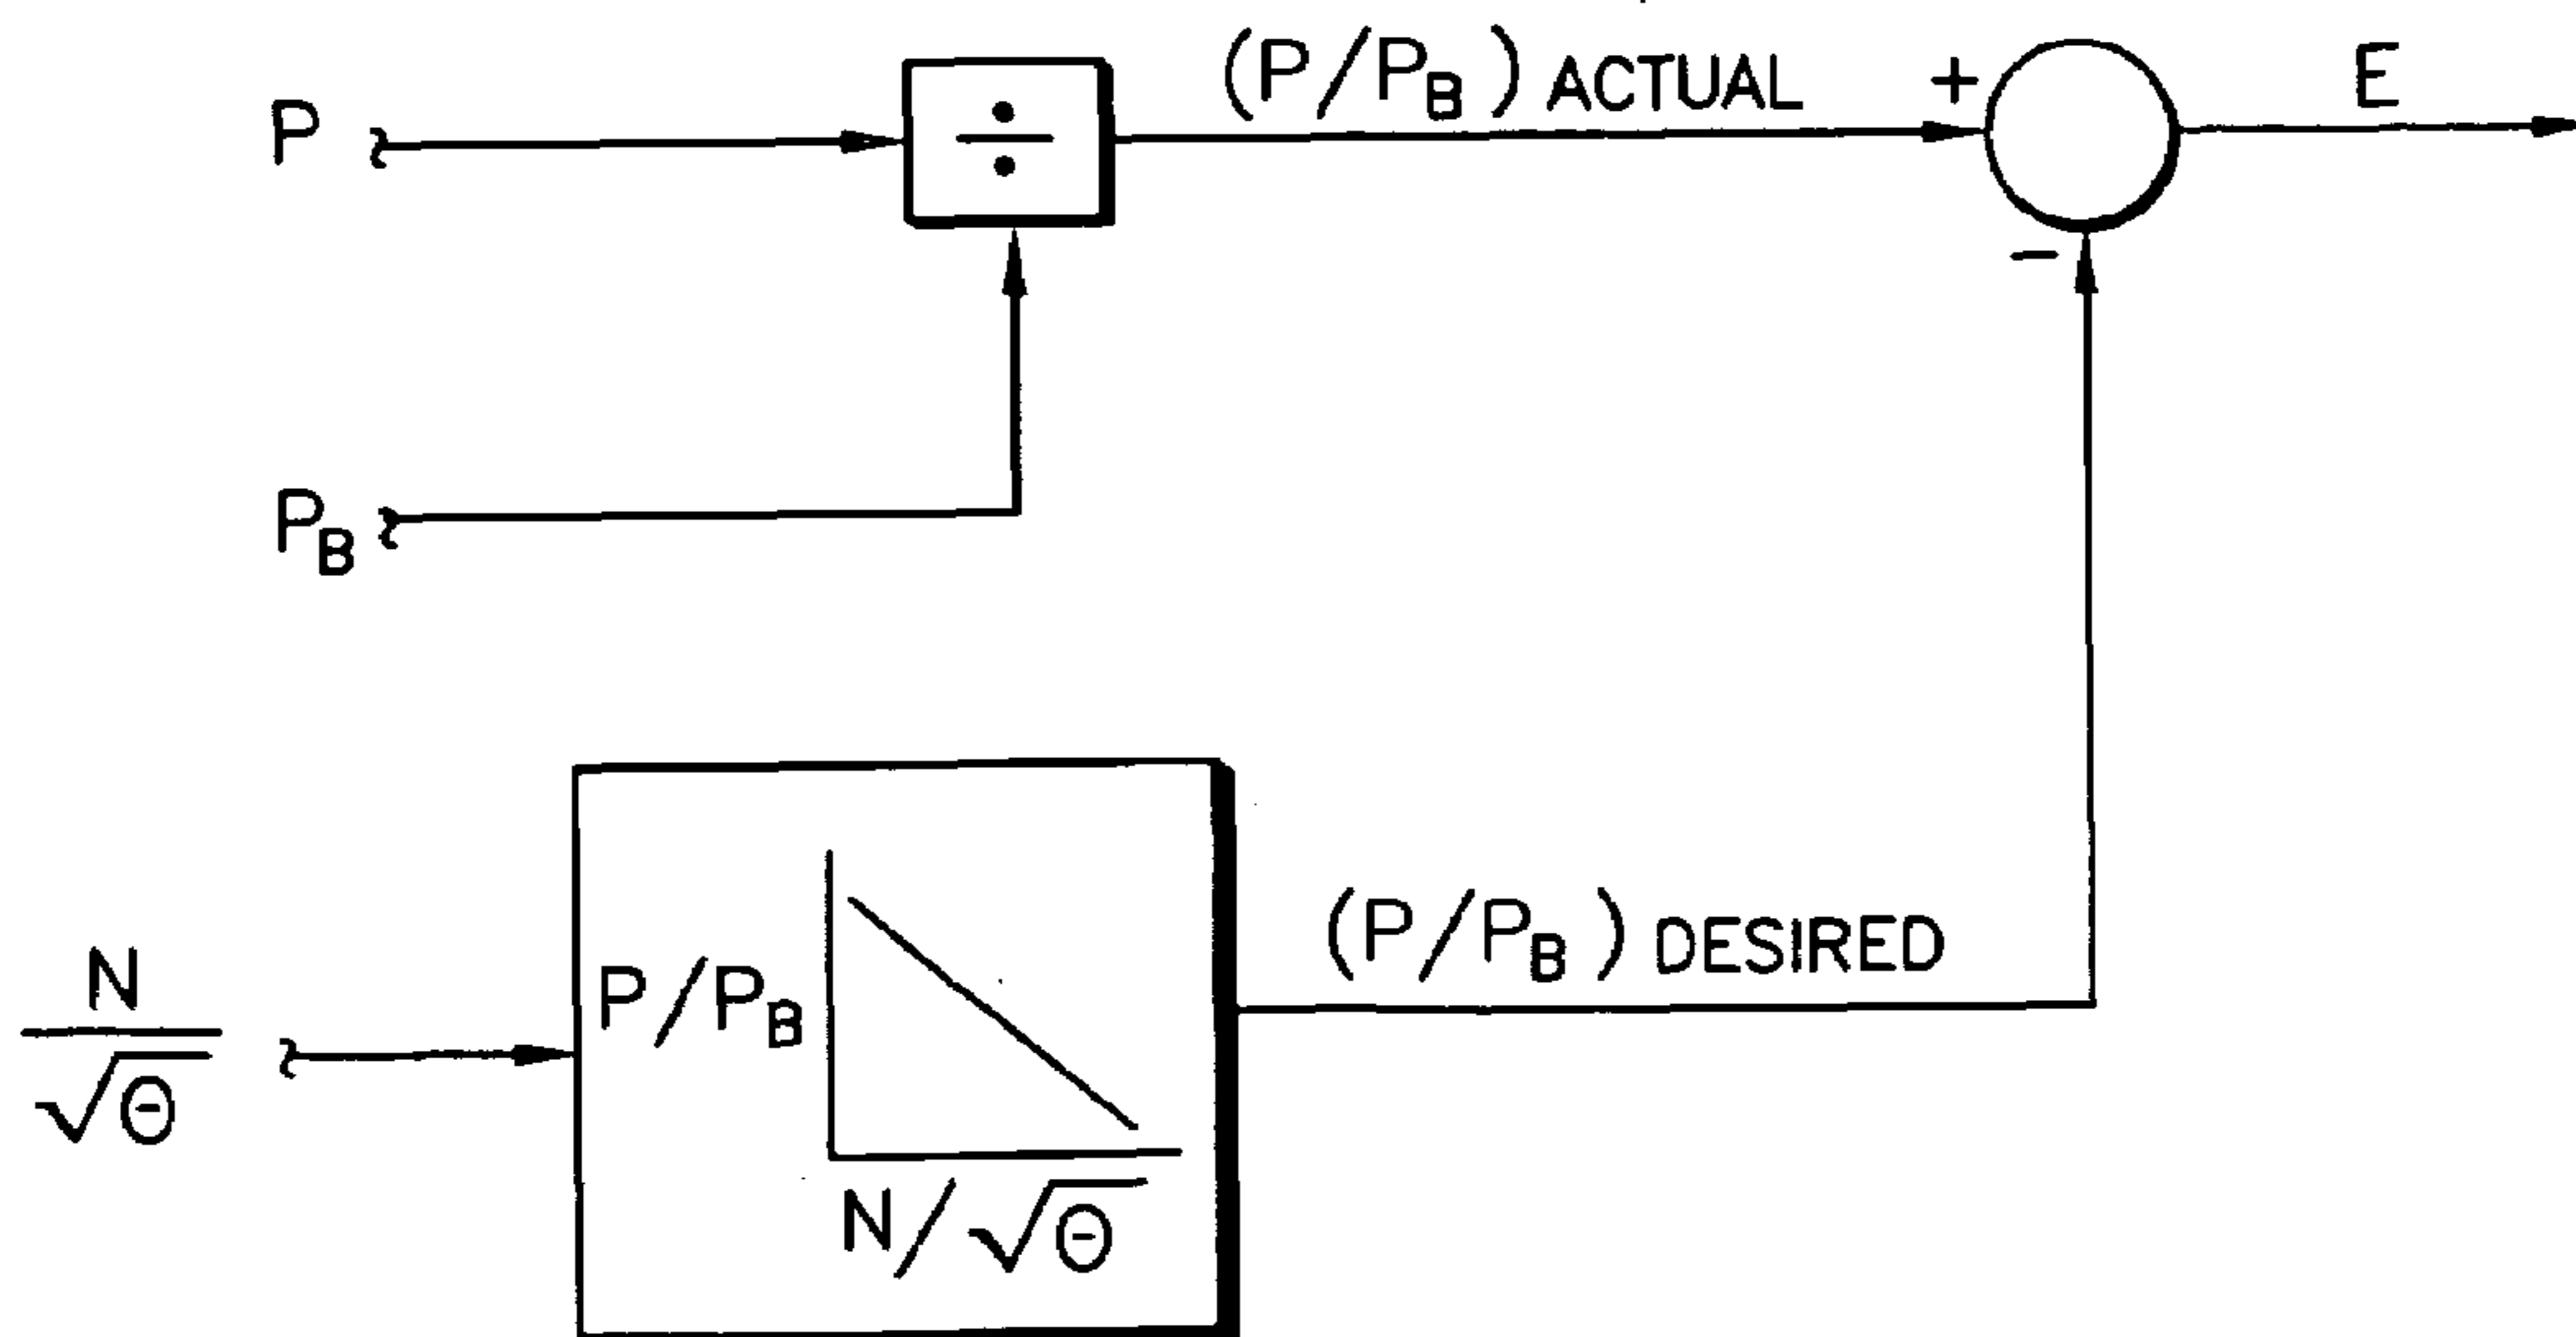 P
÷
(P/P_B) ACTUAL
+
E
−
P_B
N/√Θ
P/P_B
N/√Θ
(P/P_B) DESIRED